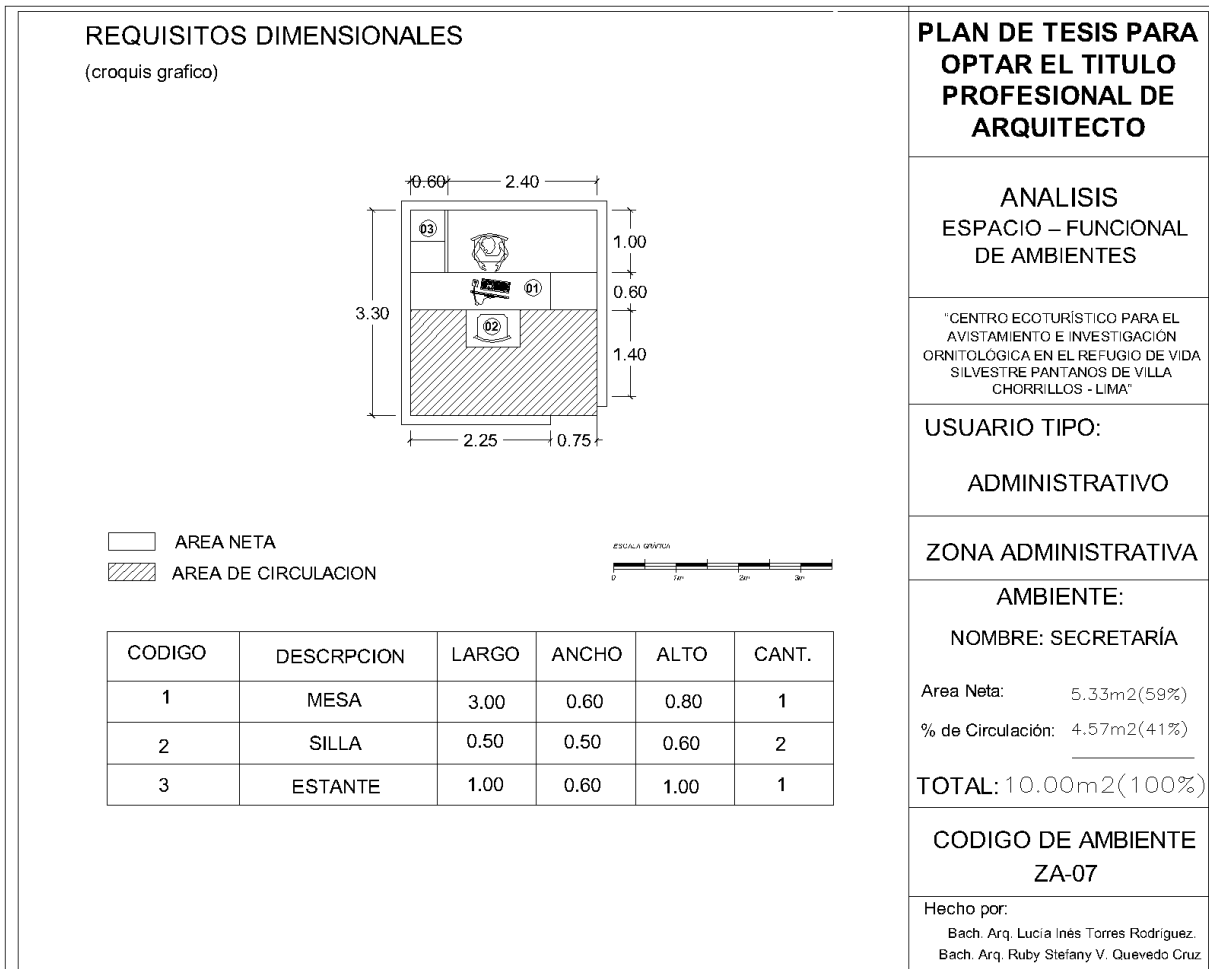 REQUISITOS DIMENSIONALES
(croquis grafico)
0.60 2.40
03
1.00
01
0.60
3.30
02
1.40
2.25 0.75
AREA NETA
AREA DE CIRCULACION
ESCALA GRÁFICA
0 1m 2m 3m
CODIGO DESCRPCION LARGO ANCHO ALTO CANT.
1 MESA 3.00 0.60 0.80 1
2 SILLA 0.50 0.50 0.60 2
3 ESTANTE 1.00 0.60 1.00 1
PLAN DE TESIS PARA
OPTAR EL TITULO
PROFESIONAL DE
ARQUITECTO
ANALISIS
ESPACIO – FUNCIONAL
DE AMBIENTES
"CENTRO ECOTURÍSTICO PARA EL
AVISTAMIENTO E INVESTIGACIÓN
ORNITOLÓGICA EN EL REFUGIO DE VIDA
SILVESTRE PANTANOS DE VILLA
CHORRILLOS - LIMA"
USUARIO TIPO:
ADMINISTRATIVO
ZONA ADMINISTRATIVA
AMBIENTE:
NOMBRE: SECRETARÍA
Area Neta: 5.33m2(59%)
% de Circulación: 4.57m2(41%)
TOTAL: 10.00m2(100%)
CODIGO DE AMBIENTE
ZA-07
Hecho por:
Bach. Arq. Lucía Inés Torres Rodríguez.
Bach. Arq. Ruby Stefany V. Quevedo Cruz